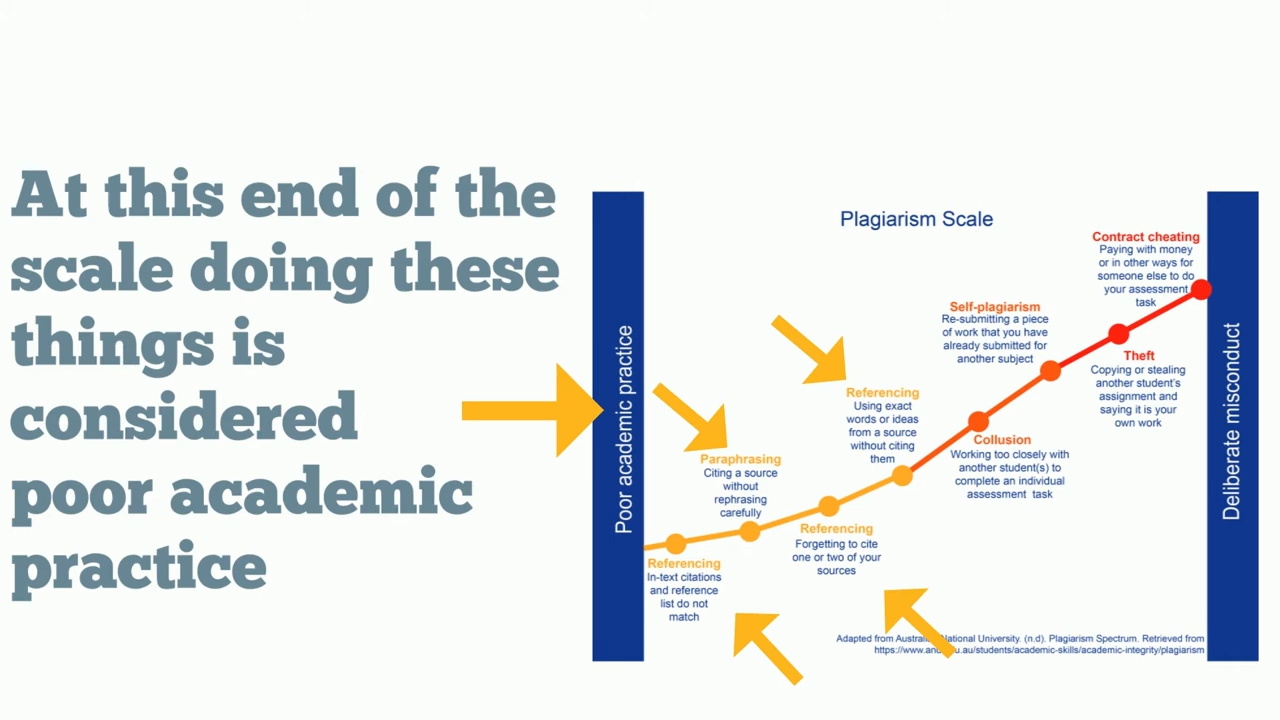 At this end of the
scale doing these
things is
considered
poor academic
practice
Poor academic practice
Plagiarism Scale
Referencing
In-text citations
and reference
list do not
match
Paraphrasing
Citing a source
without
rephrasing
carefully
Referencing
Forgetting to cite
one or two of your
sources
Referencing
Using exact
words or ideas
from a source
without citing
them
Collusion
Working too closely with
another student(s) to
complete an individual
assessment task
Self-plagiarism
Re-submitting a piece
of work that you have
already submitted for
another subject
Theft
Copying or stealing
another student's
assignment and
saying it is your
own work
Contract cheating
Paying with money
or in other ways for
someone else to do
your assessment
task
Deliberate misconduct
Adapted from National University. (n.d). Plagiarism Spectrum. Retrieved from